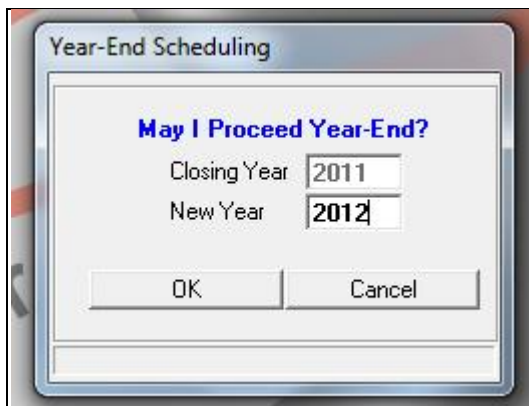 Year-End Scheduling
May I Proceed Year-End?
Closing Year 2011
New Year 2012
OK Cancel